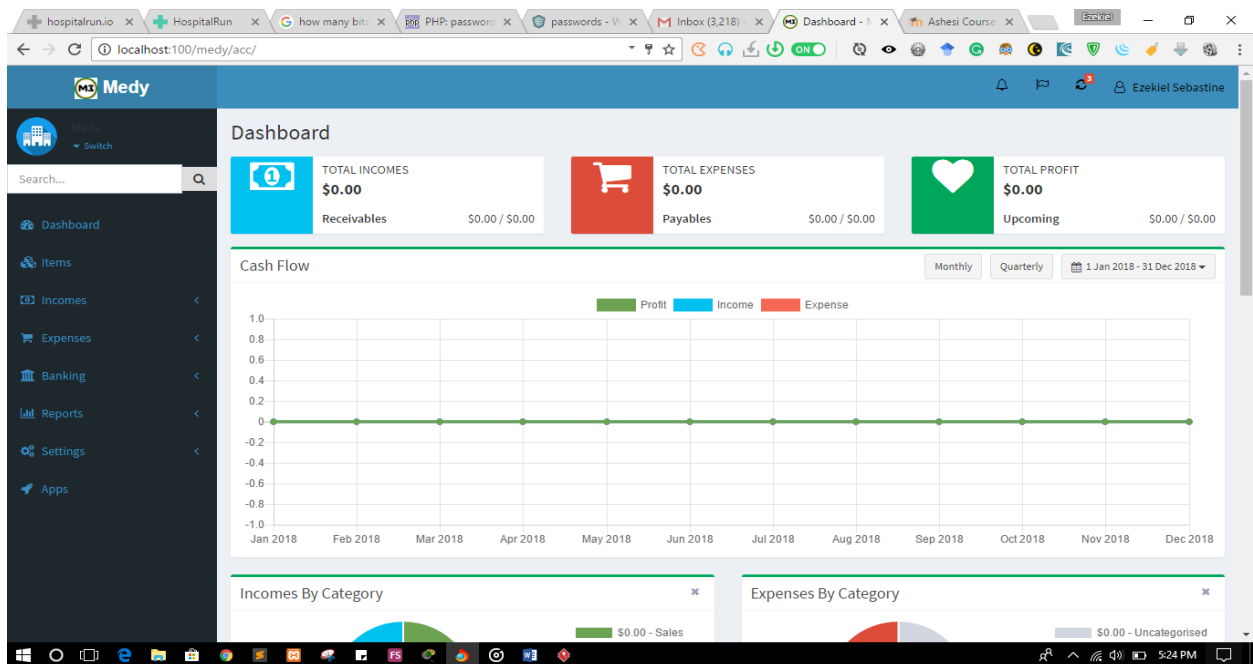 hospitalrun.io
HospitalRun
how many bits
PHP: password
passwords - W
Inbox (3,218) -
Dashboard - M
Ashesi Course
Ezekiel
localhost:100/medy/acc/
ON
Medy
3
Ezekiel Sebastine
Medy
Switch
Search...
Dashboard
Items
Incomes
Expenses
Banking
Reports
Settings
Apps
Dashboard
TOTAL INCOMES
$0.00
Receivables $0.00 / $0.00
TOTAL EXPENSES
$0.00
Payables $0.00 / $0.00
TOTAL PROFIT
$0.00
Upcoming $0.00 / $0.00
Cash Flow
Monthly Quarterly 1 Jan 2018 - 31 Dec 2018
Profit Income Expense
1.0
0.8
0.6
0.4
0.2
0
-0.2
-0.4
-0.6
-0.8
-1.0
Jan 2018 Feb 2018 Mar 2018 Apr 2018 May 2018 Jun 2018 Jul 2018 Aug 2018 Sep 2018 Oct 2018 Nov 2018 Dec 2018
Incomes By Category
$0.00 - Sales
Expenses By Category
$0.00 - Uncategorised
5:24 PM